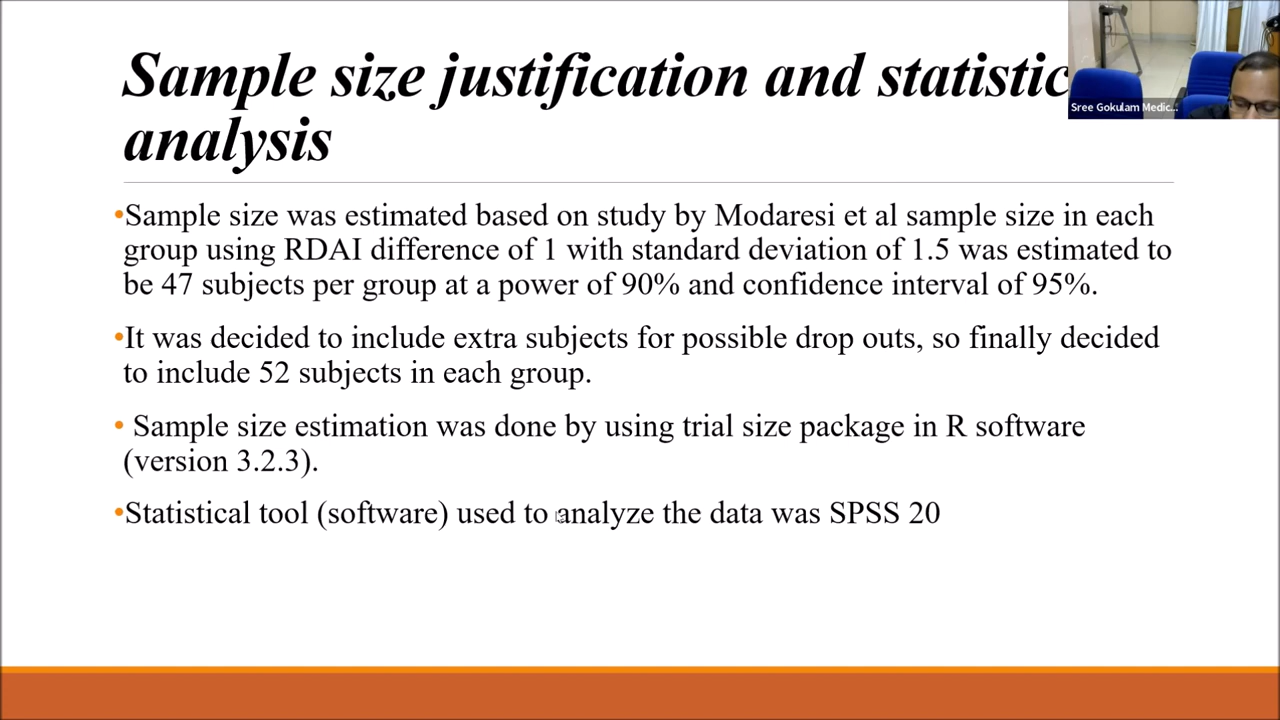 Sample size justification and statistic
Sree Gokulam Medic...
analysis
•Sample size was estimated based on study by Modaresi et al sample size in each
group using RDAI difference of 1 with standard deviation of 1.5 was estimated to
be 47 subjects per group at a power of 90% and confidence interval of 95%.
•It was decided to include extra subjects for possible drop outs, so finally decided
to include 52 subjects in each group.
• Sample size estimation was done by using trial size package in R software
(version 3.2.3).
•Statistical tool (software) used to analyze the data was SPSS 20